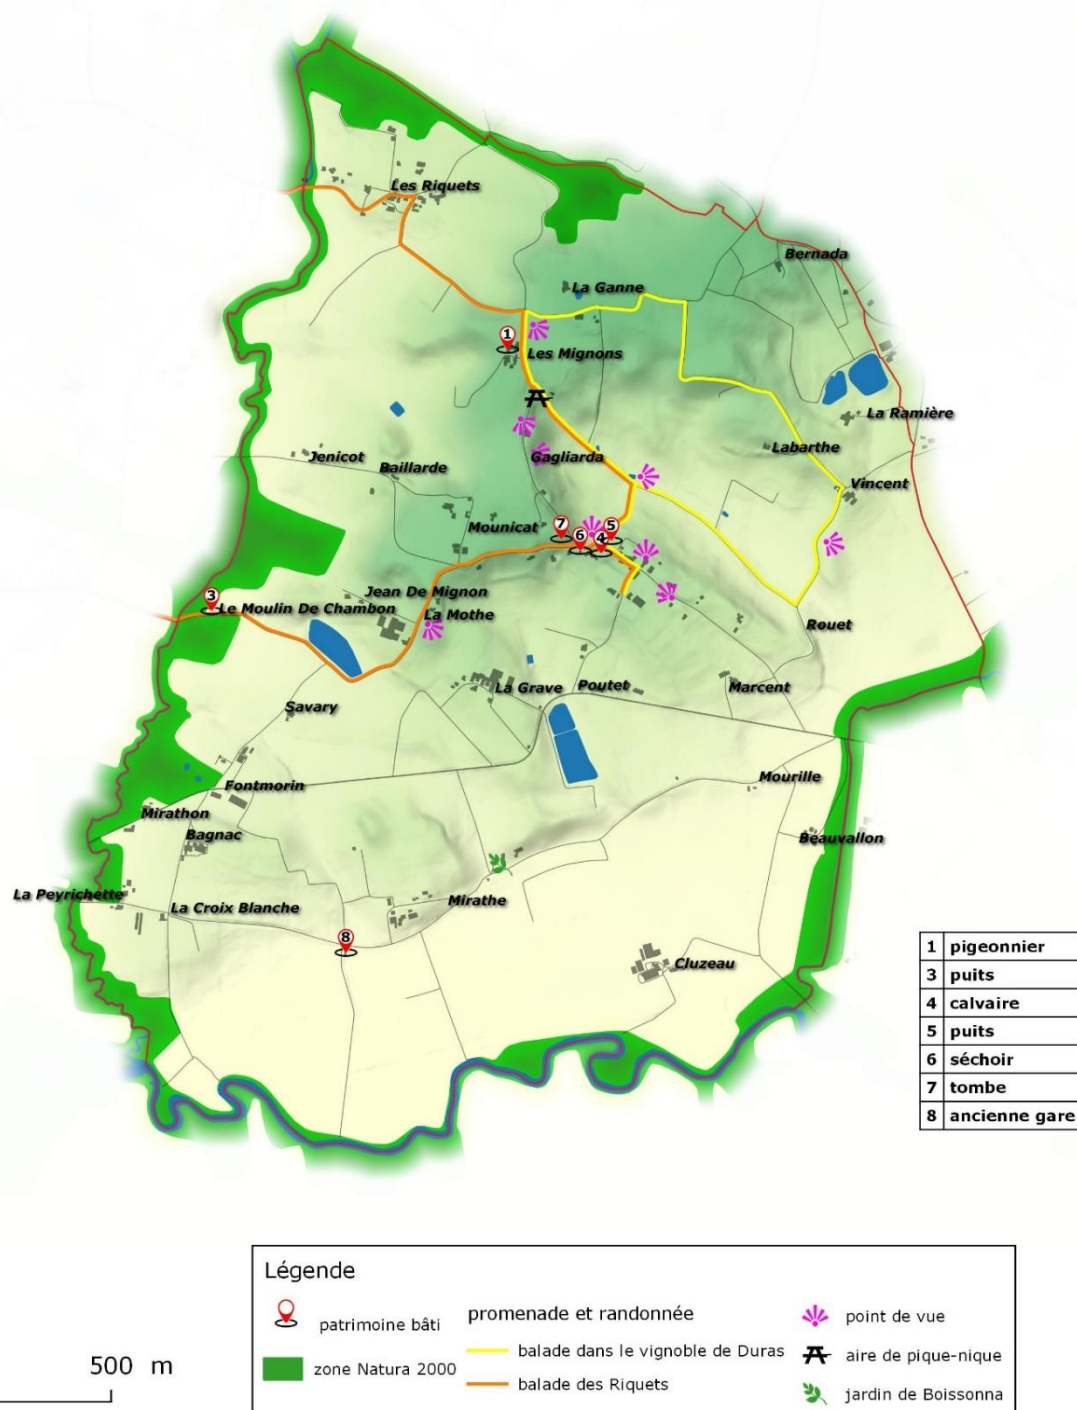 Les Riquets
Bernada
La Ganne
1
Les Mignons
La Ramière
Labarthe
Gagliarda
Jenicot
Baillarde
Vincent
Mounicat
7
6
4
5
Jean De Mignon
3
Le Moulin De Chambon
La Mothe
Rouet
La Grave
Poutet
Marcent
Savary
Mourille
Fontmorin
Mirathon
Bagnac
Beauvallon
La Peyrichette
La Croix Blanche
Mirathe
8
Cluzeau
1 pigeonnier
3 puits
4 calvaire
5 puits
6 séchoir
7 tombe
8 ancienne gare
Légende
patrimoine bâti
zone Natura 2000
promenade et randonnée
balade dans le vignoble de Duras
balade des Riquets
point de vue
aire de pique-nique
jardin de Boissonna
500 m